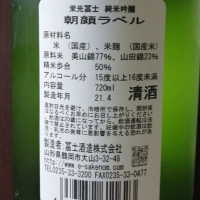 栄光冨士 純米吟醸
朝顔ラベル
原材料名
米(国産)、米麹(国産米)
原料米 美山錦77%、山田錦23%
精米歩合 50%
アルコール分 15度以上16度未満
内容量 720ml
製造年月 21.4 清酒
製造者 冨士酒造株式会社
山形県鶴岡市大山3-32-48
www.e-sakenom.com
TEL0235-33-3200 FAX0235-33-0477